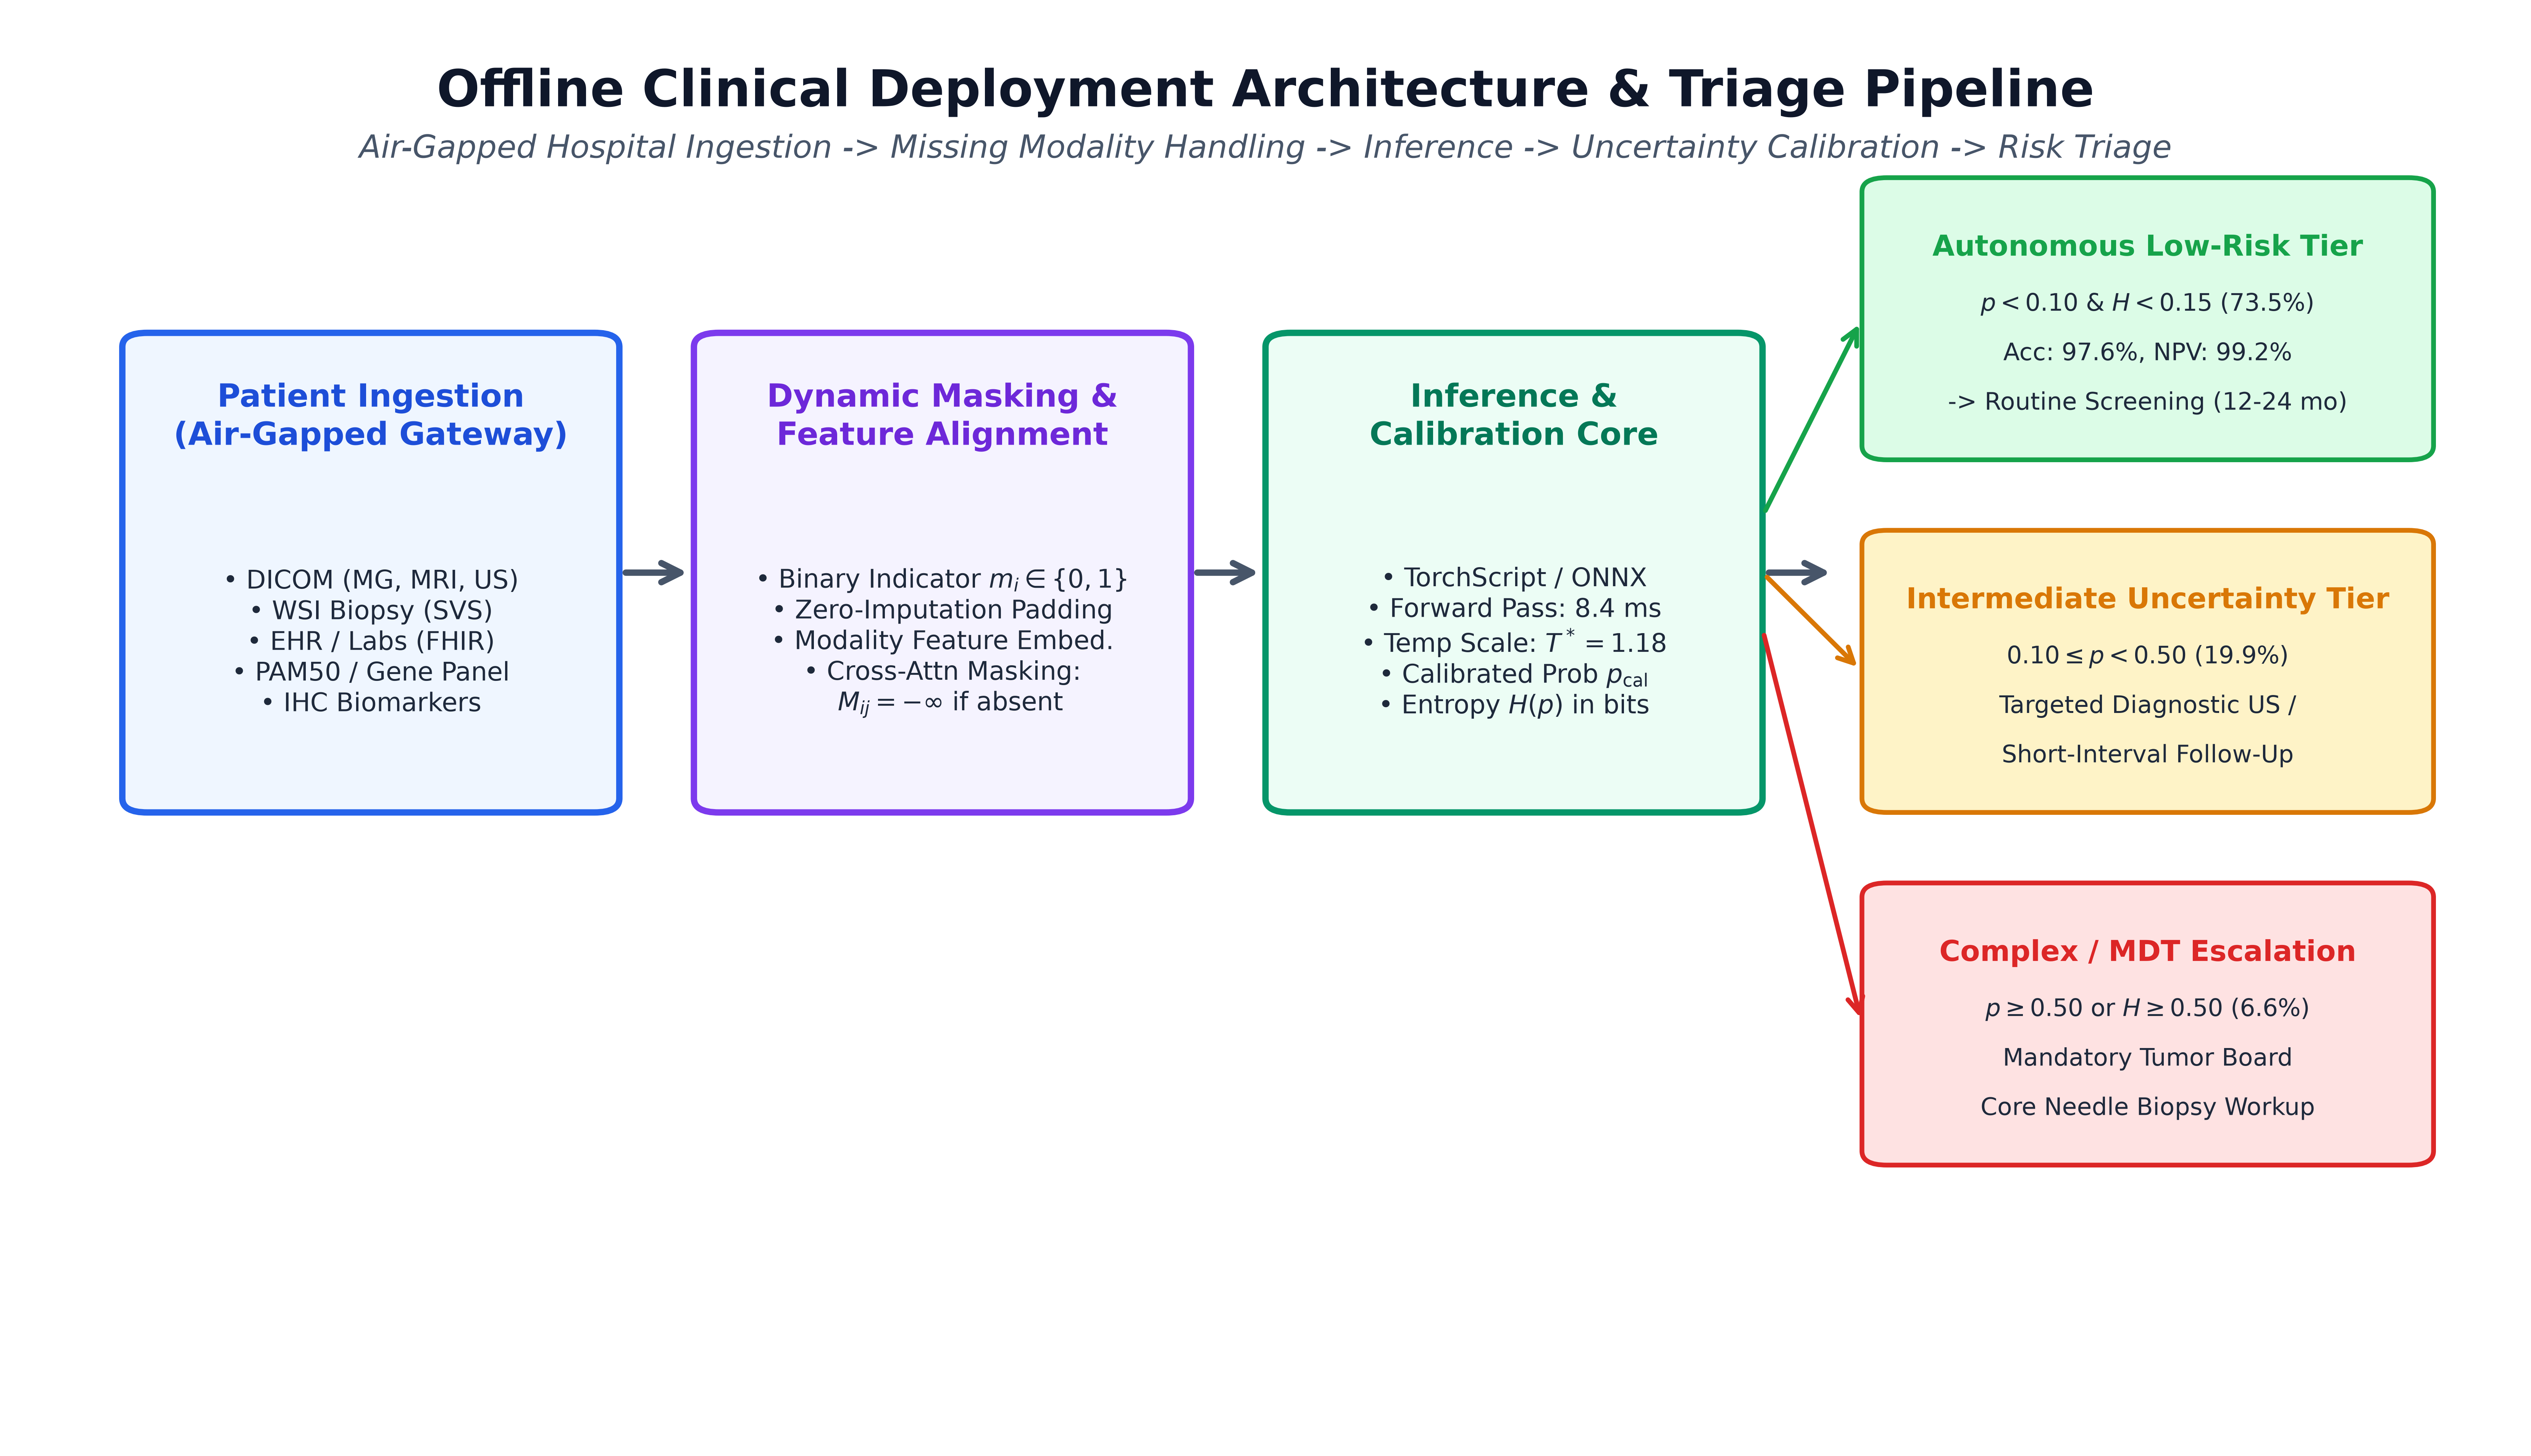 Offline Clinical Deployment Architecture & Triage Pipeline
Air-Gapped Hospital Ingestion -> Missing Modality Handling -> Inference -> Uncertainty Calibration -> Risk Triage
Patient Ingestion
(Air-Gapped Gateway)
• DICOM (MG, MRI, US)
• WSI Biopsy (SVS)
• EHR / Labs (FHIR)
• PAM50 / Gene Panel
• IHC Biomarkers
Dynamic Masking &
Feature Alignment
• Binary Indicator m_i ∈ {0, 1}
• Zero-Imputation Padding
• Modality Feature Embed.
• Cross-Attn Masking:
M_ij = −∞ if absent
Inference &
Calibration Core
• TorchScript / ONNX
• Forward Pass: 8.4 ms
• Temp Scale: T* = 1.18
• Calibrated Prob p_cal
• Entropy H(p) in bits
Autonomous Low-Risk Tier
p < 0.10 & H < 0.15 (73.5%)
Acc: 97.6%, NPV: 99.2%
-> Routine Screening (12-24 mo)
Intermediate Uncertainty Tier
0.10 ≤ p < 0.50 (19.9%)
Targeted Diagnostic US /
Short-Interval Follow-Up
Complex / MDT Escalation
p ≥ 0.50 or H ≥ 0.50 (6.6%)
Mandatory Tumor Board
Core Needle Biopsy Workup